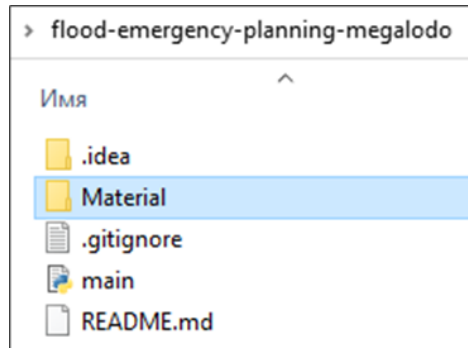 flood-emergency-planning-megalodo
Имя
.idea
Material
.gitignore
main
README.md